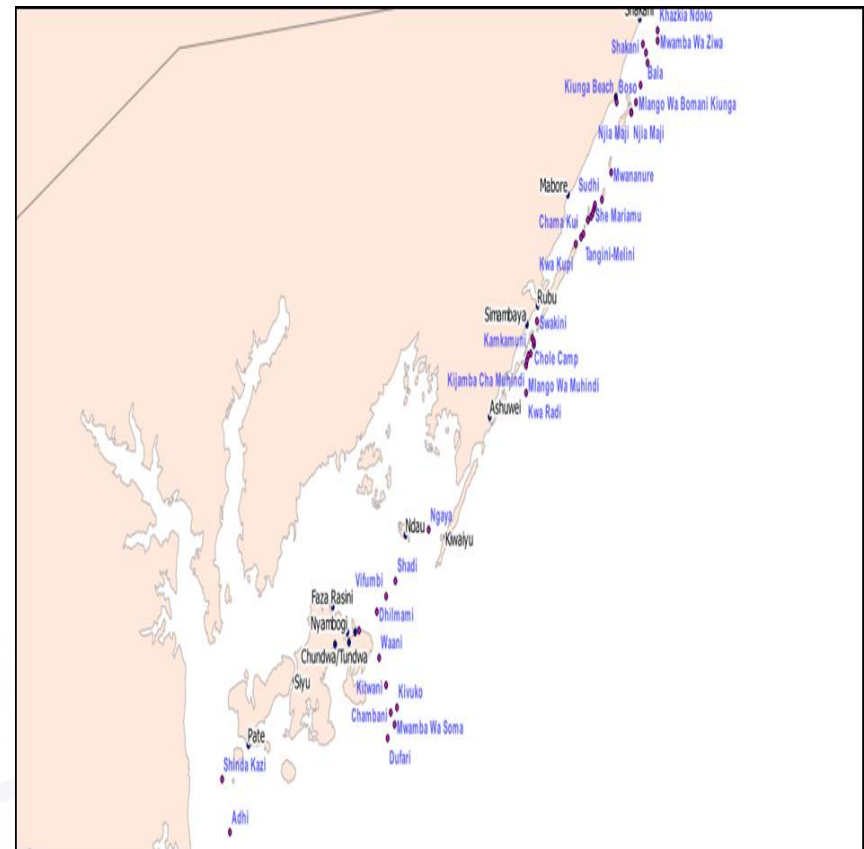 Shakani
Khazkia Ndoko
Shakani
Mwamba Wa Ziwa
Bala
Kiunga Beach
Boso
Mlango Wa Bomani Kiunga
Njia Maji
Njia Maji
Mwananure
Sudhi
Mabore
She Mariamu
Chama Kui
Tangini-Melini
Kwa Kupi
Rubu
Simambaya
Swakini
Kamkamuni
Chole Camp
Kijamba Cha Muhindi
Mlango Wa Muhindi
Ashuwei
Kwa Radi
Ngaya
Ndau
Kiwaiyu
Shadi
Vifumbi
Faza Rasini
Dhilmami
Nyambogi
Waani
Chundwa/Tundwa
Siyu
Kitwani
Kivuko
Chambani
Mwamba Wa Soma
Pate
Dufari
Shinda Kazi
Adhi